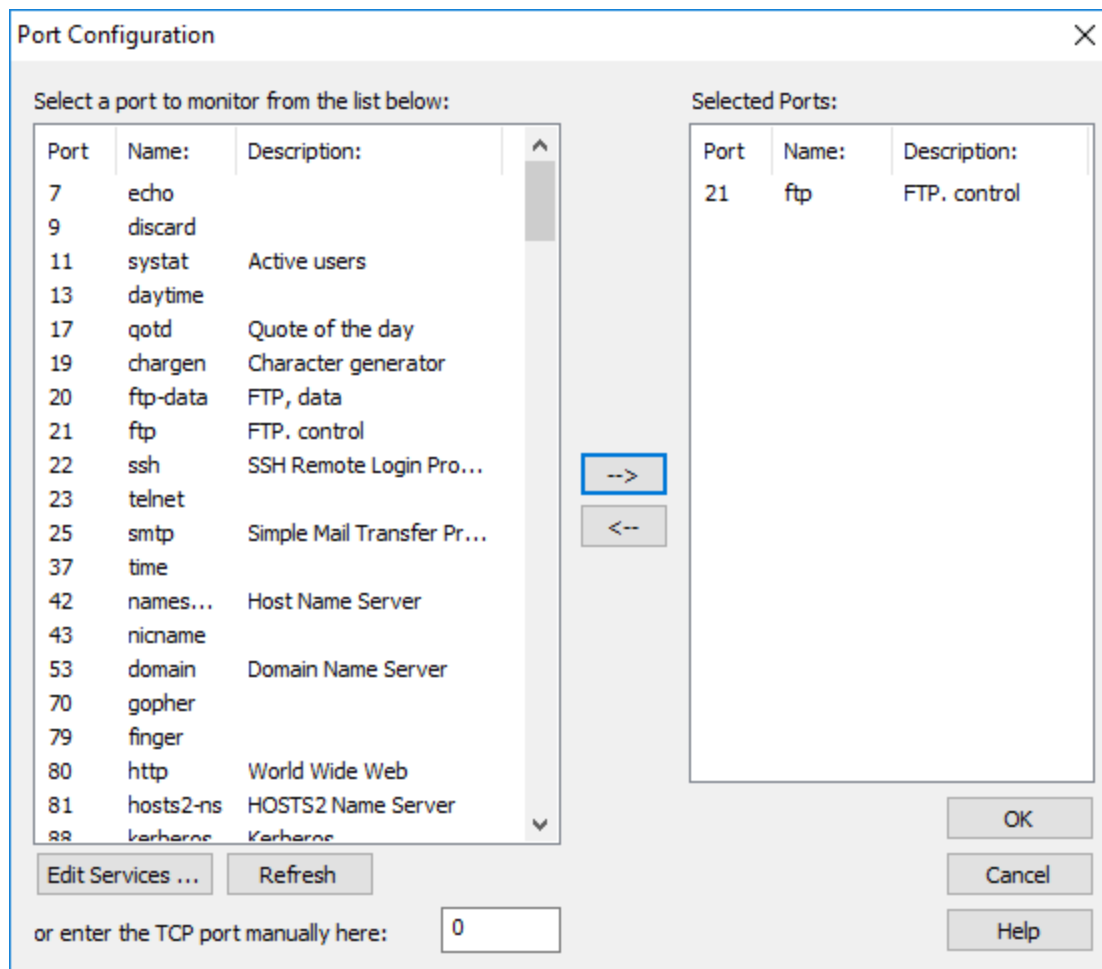 Port Configuration
Select a port to monitor from the list below:
Port Name: Description:
7 echo
9 discard
11 systat Active users
13 daytime
17 qotd Quote of the day
19 chargen Character generator
20 ftp-data FTP, data
21 ftp FTP. control
22 ssh SSH Remote Login Pro...
23 telnet
25 smtp Simple Mail Transfer Pr...
37 time
42 names... Host Name Server
43 nicname
53 domain Domain Name Server
70 gopher
79 finger
80 http World Wide Web
81 hosts2-ns HOSTS2 Name Server
88 kerberos Kerberos
Edit Services ... Refresh
or enter the TCP port manually here: 0
-->
<--
Selected Ports:
Port Name: Description:
21 ftp FTP. control
OK
Cancel
Help